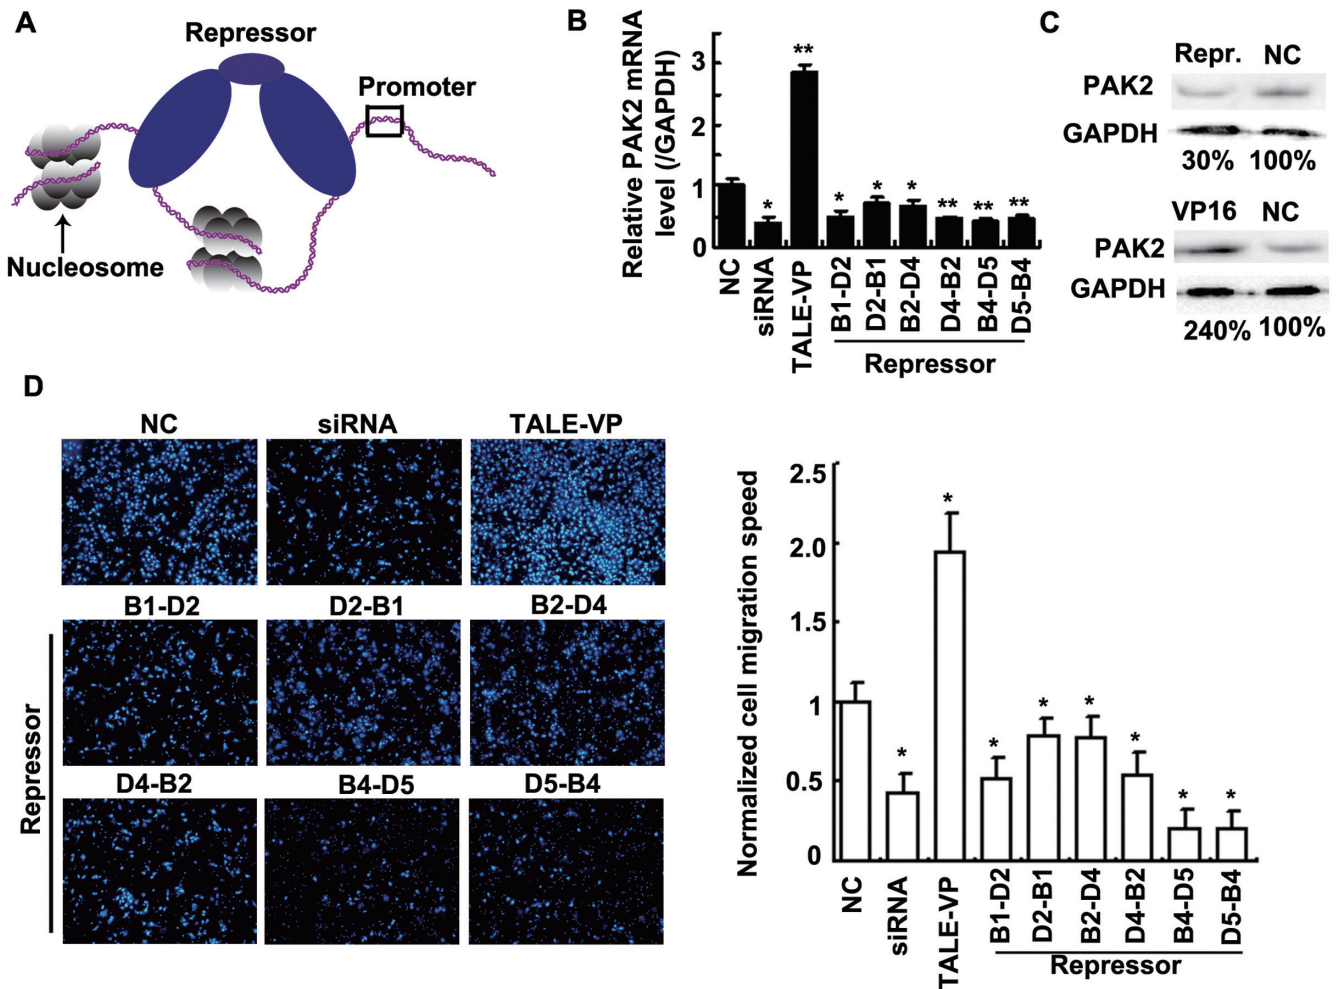 A
Repressor
Promoter
Nucleosome
B
Relative PAK2 mRNA
level (/GAPDH)
3
2
1
0
**
*
*
*
*
**
**
**
NC
siRNA
TALE-VP
B1-D2
D2-B1
B2-D4
D4-B2
B4-D5
D5-B4
Repressor
C
Repr. NC
PAK2
GAPDH
30% 100%
VP16 NC
PAK2
GAPDH
240% 100%
D
NC siRNA TALE-VP
B1-D2 D2-B1 B2-D4
D4-B2 B4-D5 D5-B4
Repressor
Normalized cell migration speed
2.5
2.0
1.5
1
0.5
0
*
*
*
*
*
*
*
*
NC
siRNA
TALE-VP
B1-D2
D2-B1
B2-D4
D4-B2
B4-D5
D5-B4
Repressor